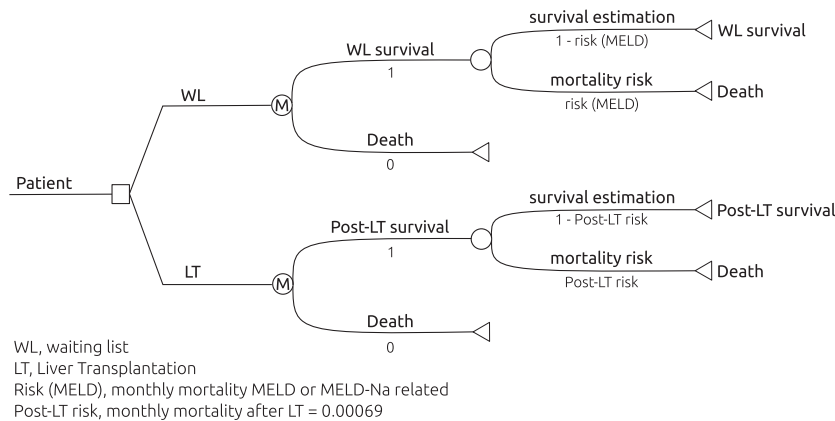 survival estimation
1 - risk (MELD)
WL survival
WL survival
1
mortality risk
risk (MELD)
Death
WL
M
Death
0
Patient
survival estimation
1 - Post-LT risk
Post-LT survival
Post-LT survival
1
mortality risk
Post-LT risk
Death
LT
M
Death
0
WL, waiting list
LT, Liver Transplantation
Risk (MELD), monthly mortality MELD or MELD-Na related
Post-LT risk, monthly mortality after LT = 0.00069